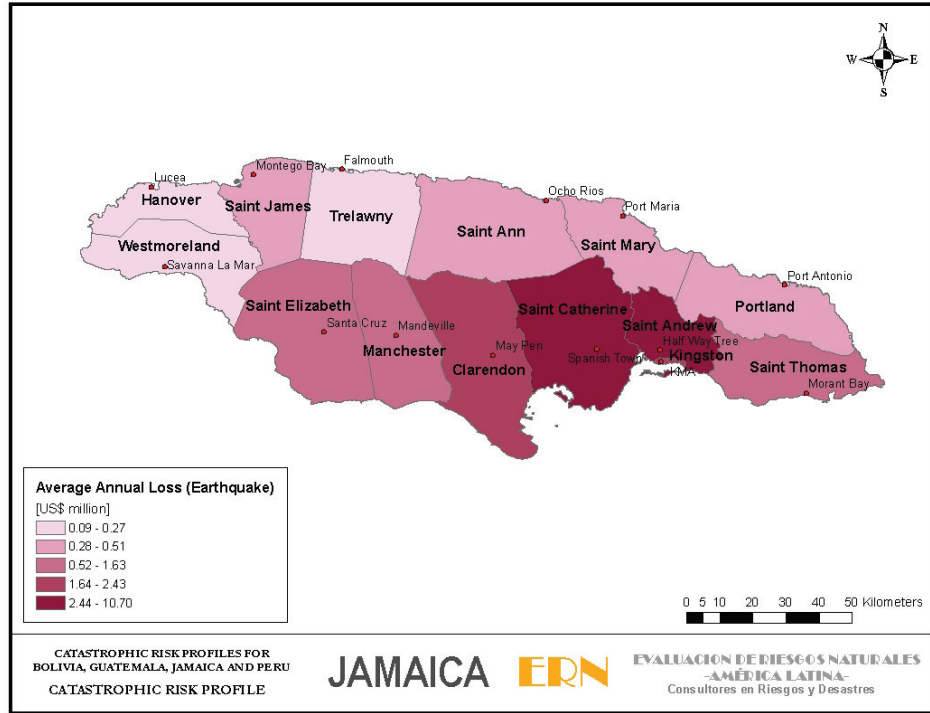 N
W E
S
Falmouth
Montego Bay
Lucea
Hanover
Saint James
Trelawny
Ocho Rios
Port Maria
Saint Ann
Saint Mary
Westmoreland
Savanna La Mar
Port Antonio
Portland
Saint Elizabeth
Santa Cruz
Mandeville
Manchester
Saint Catherine
Saint Andrew
Half Way Tree
Kingston
KMA
May Pen
Clarendon
Spanish Town
Saint Thomas
Morant Bay
Average Annual Loss (Earthquake)
[US$ million]
0.09 - 0.27
0.28 - 0.51
0.52 - 1.63
1.64 - 2.43
2.44 - 10.70
0 5 10 20 30 40 50 Kilometers
CATASTROPHIC RISK PROFILES FOR
BOLIVIA, GUATEMALA, JAMAICA AND PERU
CATASTROPHIC RISK PROFILE
JAMAICA
ERN
EVALUACION DE RIESGOS NATURALES
-AMÉRICA LATINA-
Consultores en Riesgos y Desastres